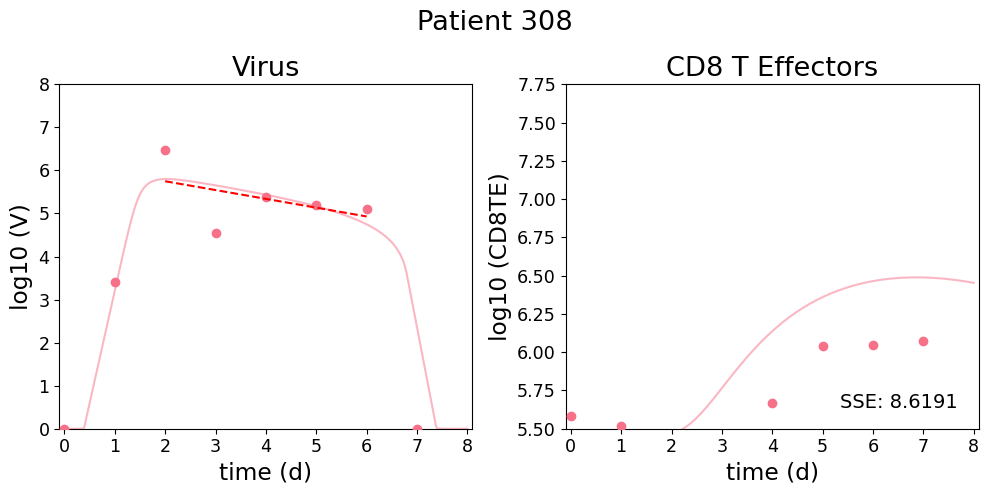 Patient 308
Virus
CD8 T Effectors
log10 (V)
8
7
6
5
4
3
2
1
0
0 1 2 3 4 5 6 7 8
time (d)
log10 (CD8TE)
7.75
7.50
7.25
7.00
6.75
6.50
6.25
6.00
5.75
5.50
SSE: 8.6191
0 1 2 3 4 5 6 7 8
time (d)